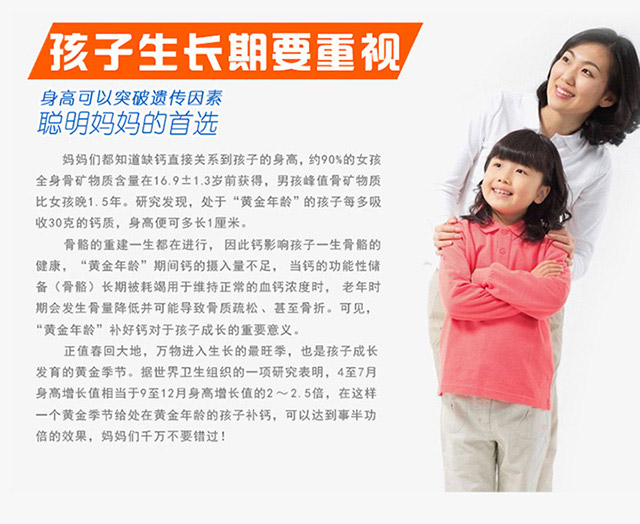 孩子生长期要重视
身高可以突破遗传因素
聪明妈妈的首选
妈妈们都知道缺钙直接关系到孩子的身高，约90%的女孩
全身骨矿物质含量在16.9±1.3岁前获得，男孩峰值骨矿物质
比女孩晚1.5年。研究发现，处于“黄金年龄”的孩子每多吸
收30克的钙质，身高便可多长1厘米。
骨骼的重建一生都在进行，因此钙影响孩子一生骨骼的
健康，“黄金年龄”期间钙的摄入量不足，当钙的功能性储
备（骨骼）长期被耗竭用于维持正常的血钙浓度时，老年时
期会发生骨量降低并可能导致骨质疏松、甚至骨折。可见，
“黄金年龄”补好钙对于孩子成长的重要意义。
正值春回大地，万物进入生长的最旺季，也是孩子成长
发育的黄金季节。据世界卫生组织的一项研究表明，4至7月
身高增长值相当于9至12月身高增长值的2～2.5倍，在这样
一个黄金季节给处在黄金年龄的孩子补钙，可以达到事半功
倍的效果，妈妈们千万不要错过！